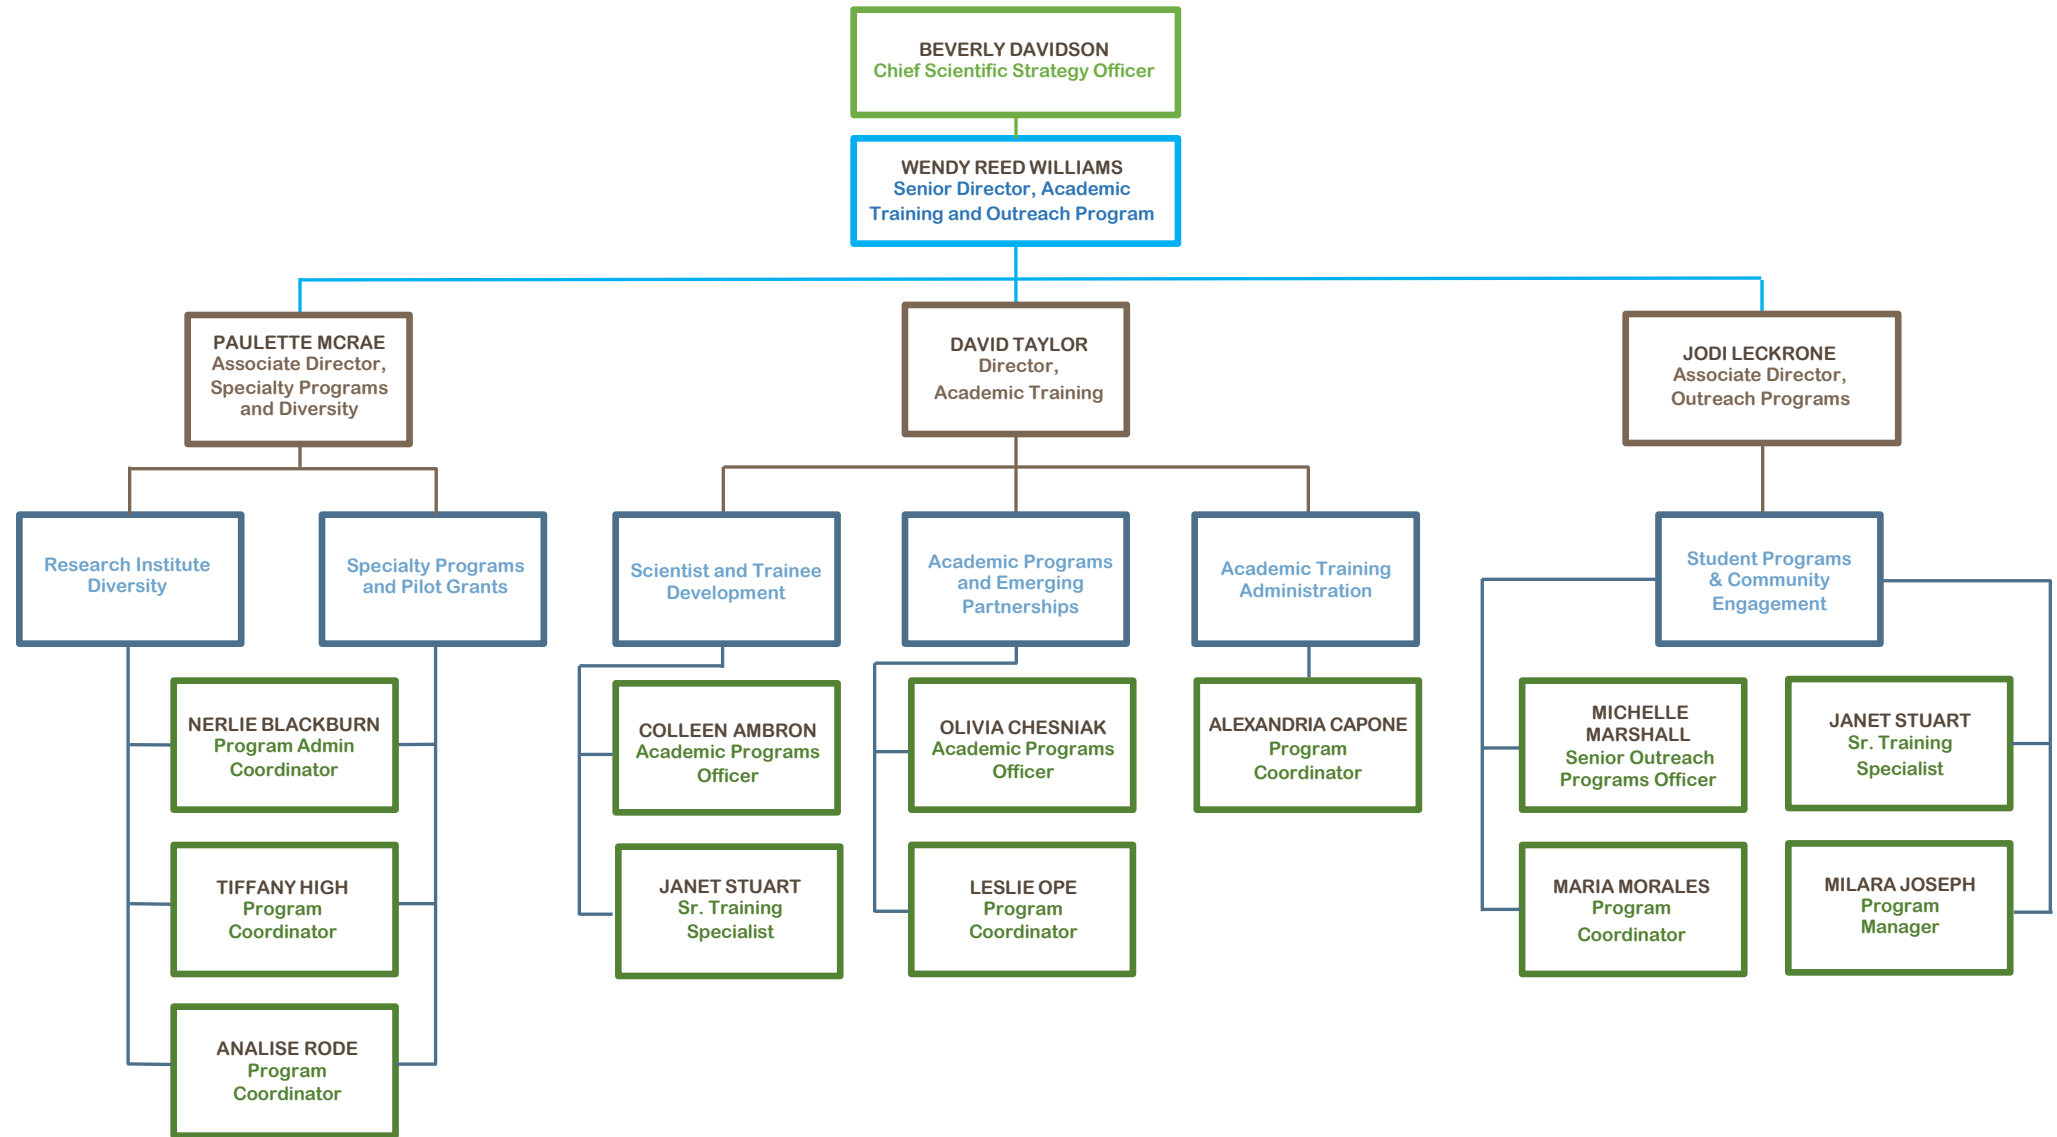 BEVERLY DAVIDSON
Chief Scientific Strategy Officer
WENDY REED WILLIAMS
Senior Director, Academic
Training and Outreach Program
PAULETTE MCRAE
Associate Director,
Specialty Programs
and Diversity
DAVID TAYLOR
Director,
Academic Training
JODI LECKRONE
Associate Director,
Outreach Programs
Research Institute
Diversity
Specialty Programs
and Pilot Grants
Scientist and Trainee
Development
Academic Programs
and Emerging
Partnerships
Academic Training
Administration
Student Programs
& Community
Engagement
NERLIE BLACKBURN
Program Admin
Coordinator
COLLEEN AMBRON
Academic Programs
Officer
OLIVIA CHESNIAK
Academic Programs
Officer
ALEXANDRIA CAPONE
Program
Coordinator
MICHELLE
MARSHALL
Senior Outreach
Programs Officer
JANET STUART
Sr. Training
Specialist
TIFFANY HIGH
Program
Coordinator
JANET STUART
Sr. Training
Specialist
LESLIE OPE
Program
Coordinator
MARIA MORALES
Program
Coordinator
MILARA JOSEPH
Program
Manager
ANALISE RODE
Program
Coordinator